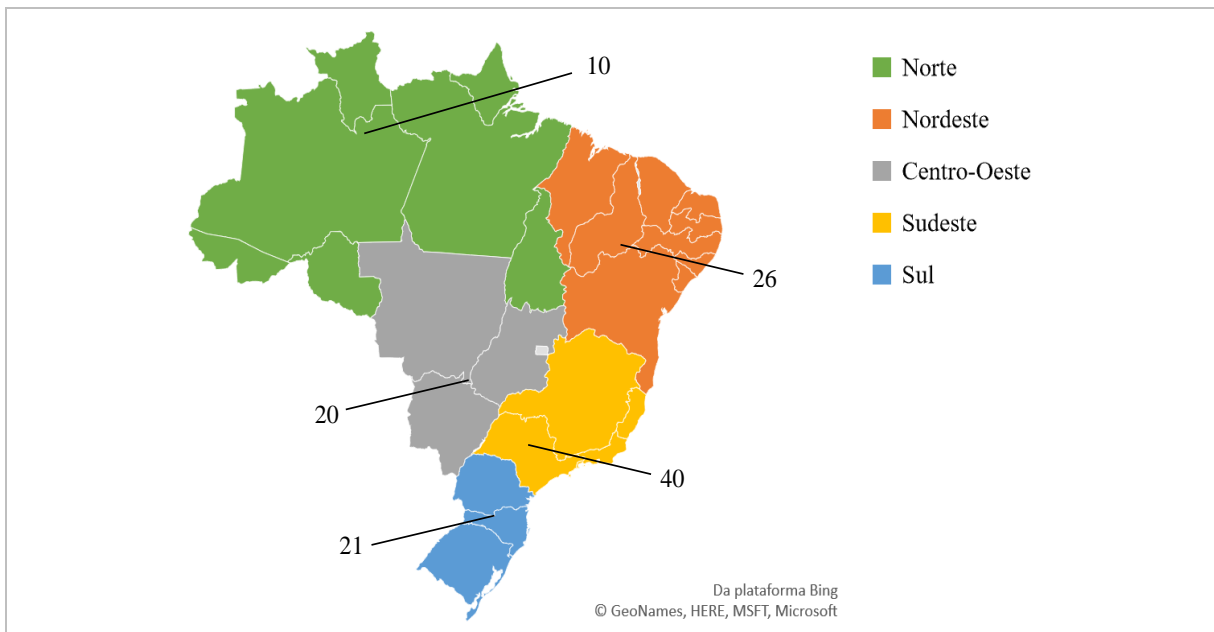 10
26
20
40
21
Norte
Nordeste
Centro-Oeste
Sudeste
Sul
Da plataforma Bing
© GeoNames, HERE, MSFT, Microsoft